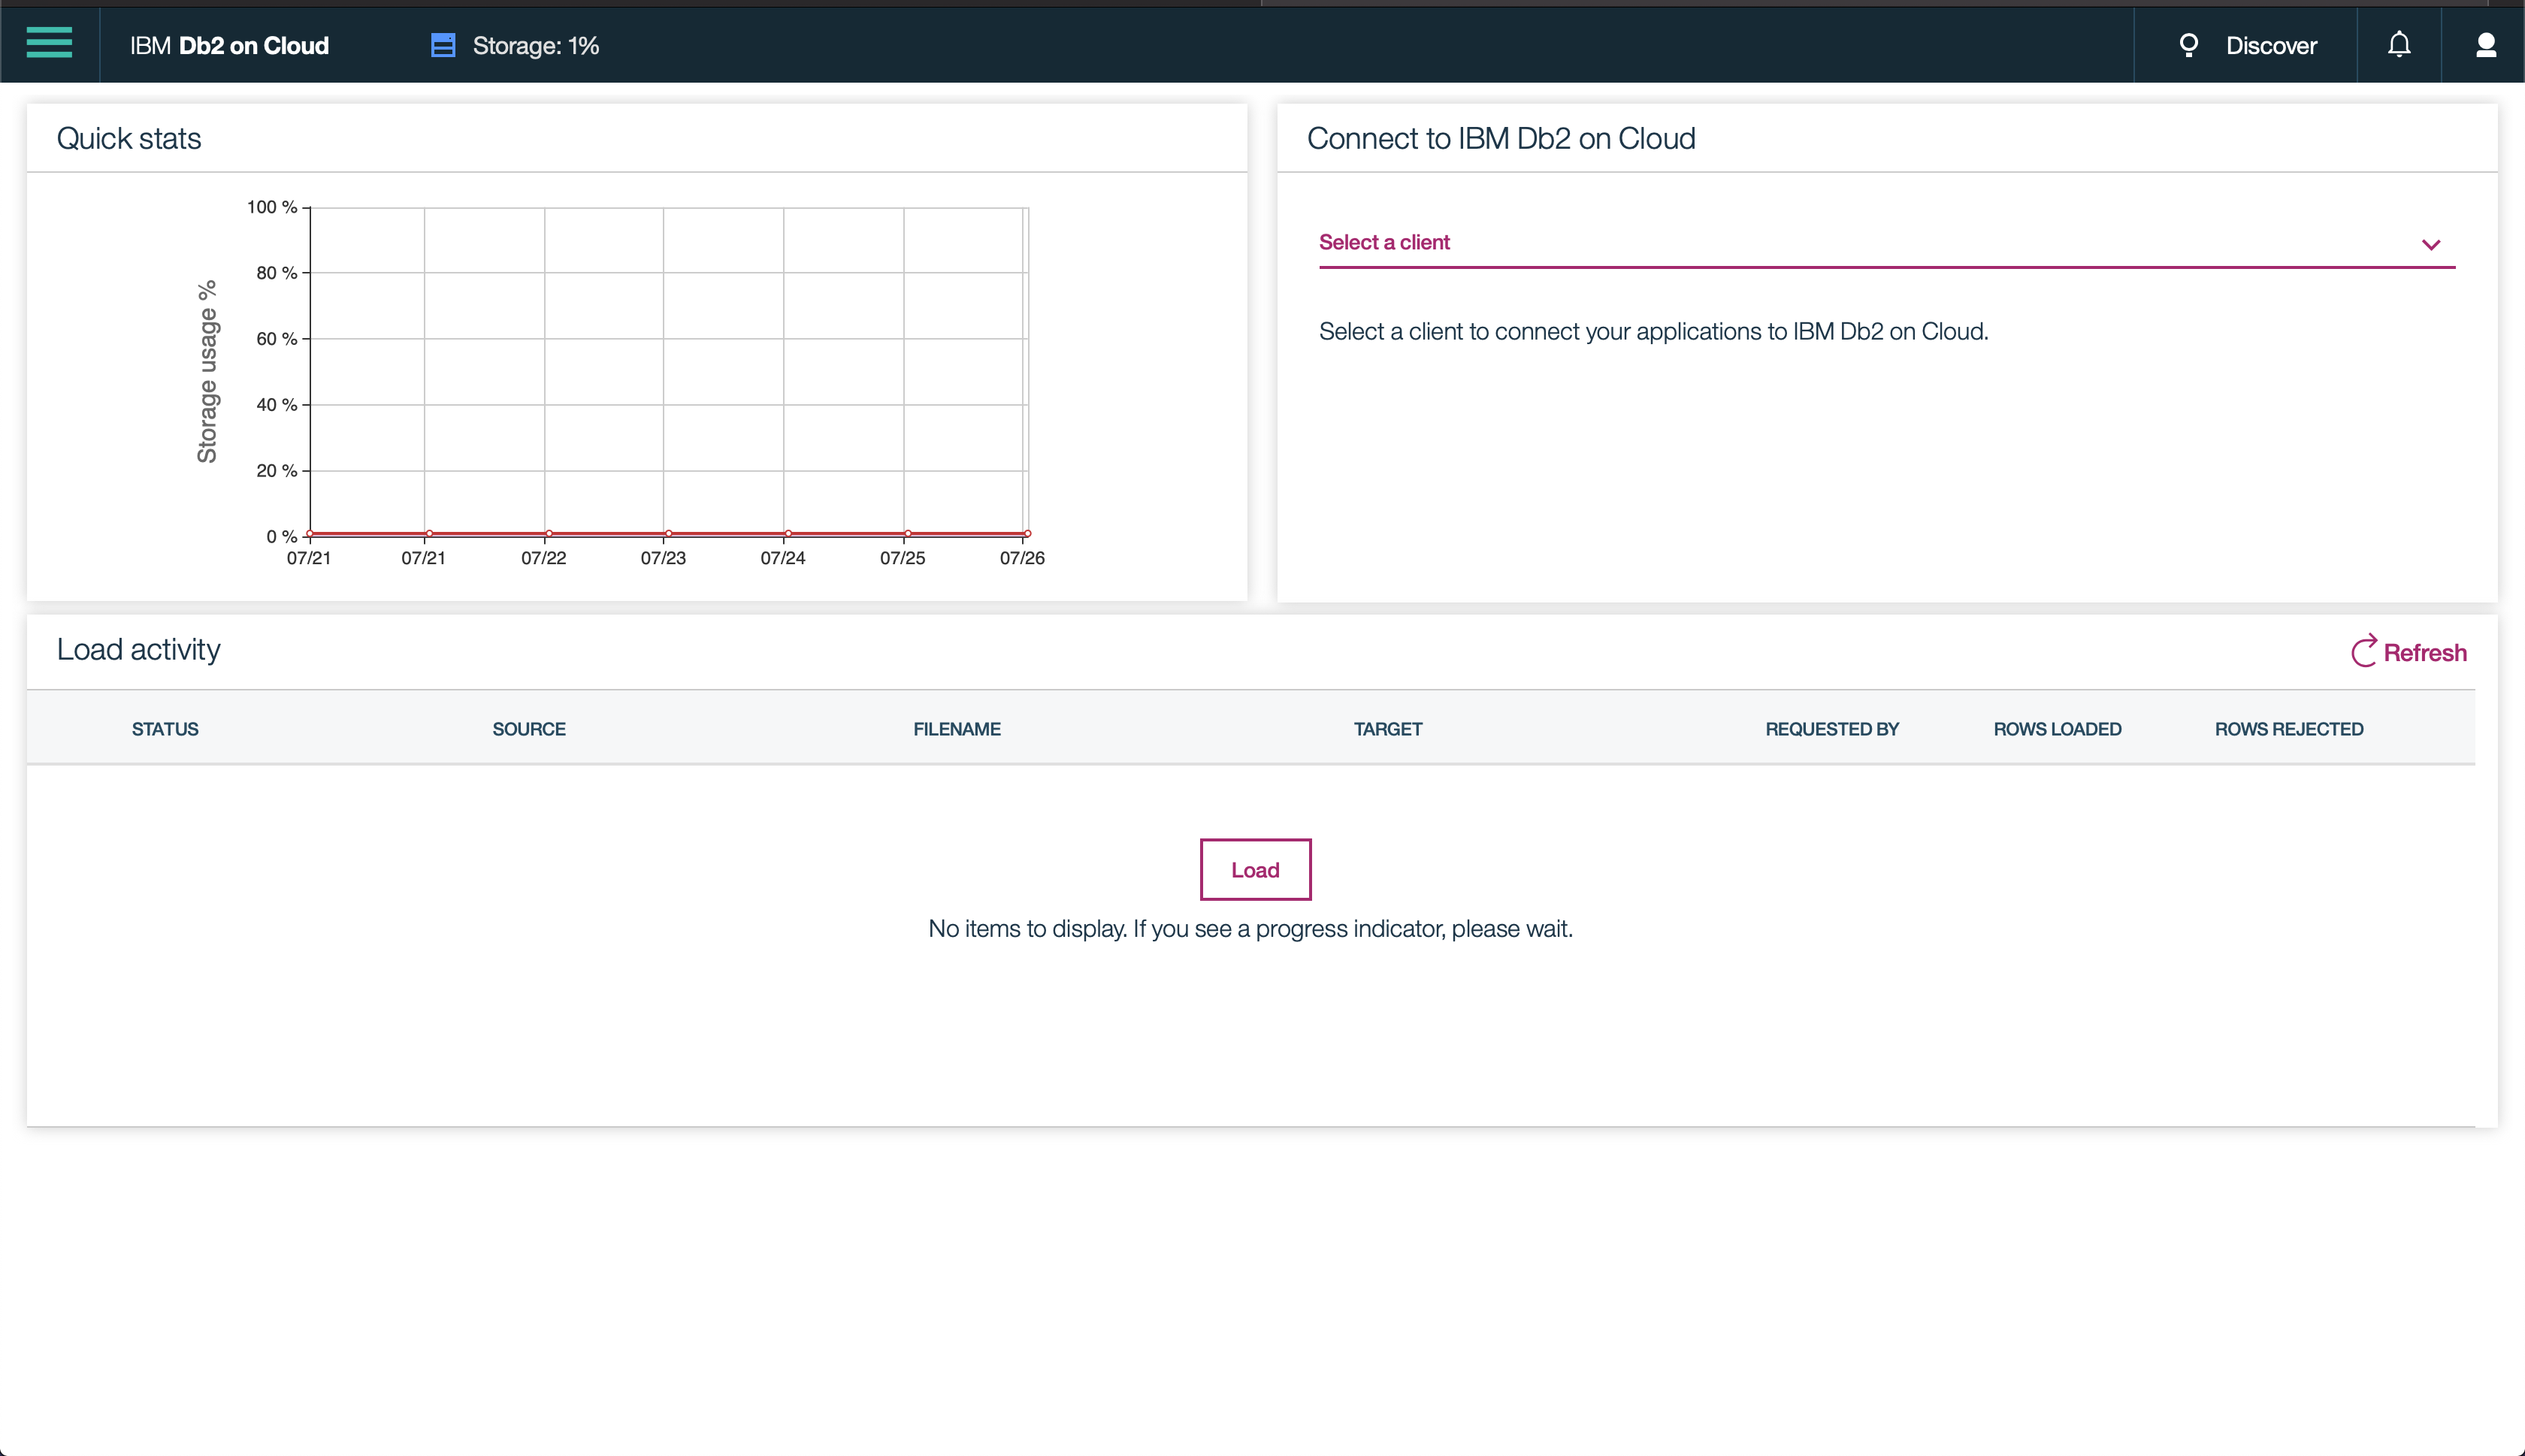 IBM Db2 on Cloud
Storage: 1%
Discover
Quick stats
100 %
80 %
60 %
40 %
20 %
0 %
Storage usage %
07/21 07/21 07/22 07/23 07/24 07/25 07/26
Connect to IBM Db2 on Cloud
Select a client
Select a client to connect your applications to IBM Db2 on Cloud.
Load activity
Refresh
STATUS SOURCE FILENAME TARGET REQUESTED BY ROWS LOADED ROWS REJECTED
Load
No items to display. If you see a progress indicator, please wait.